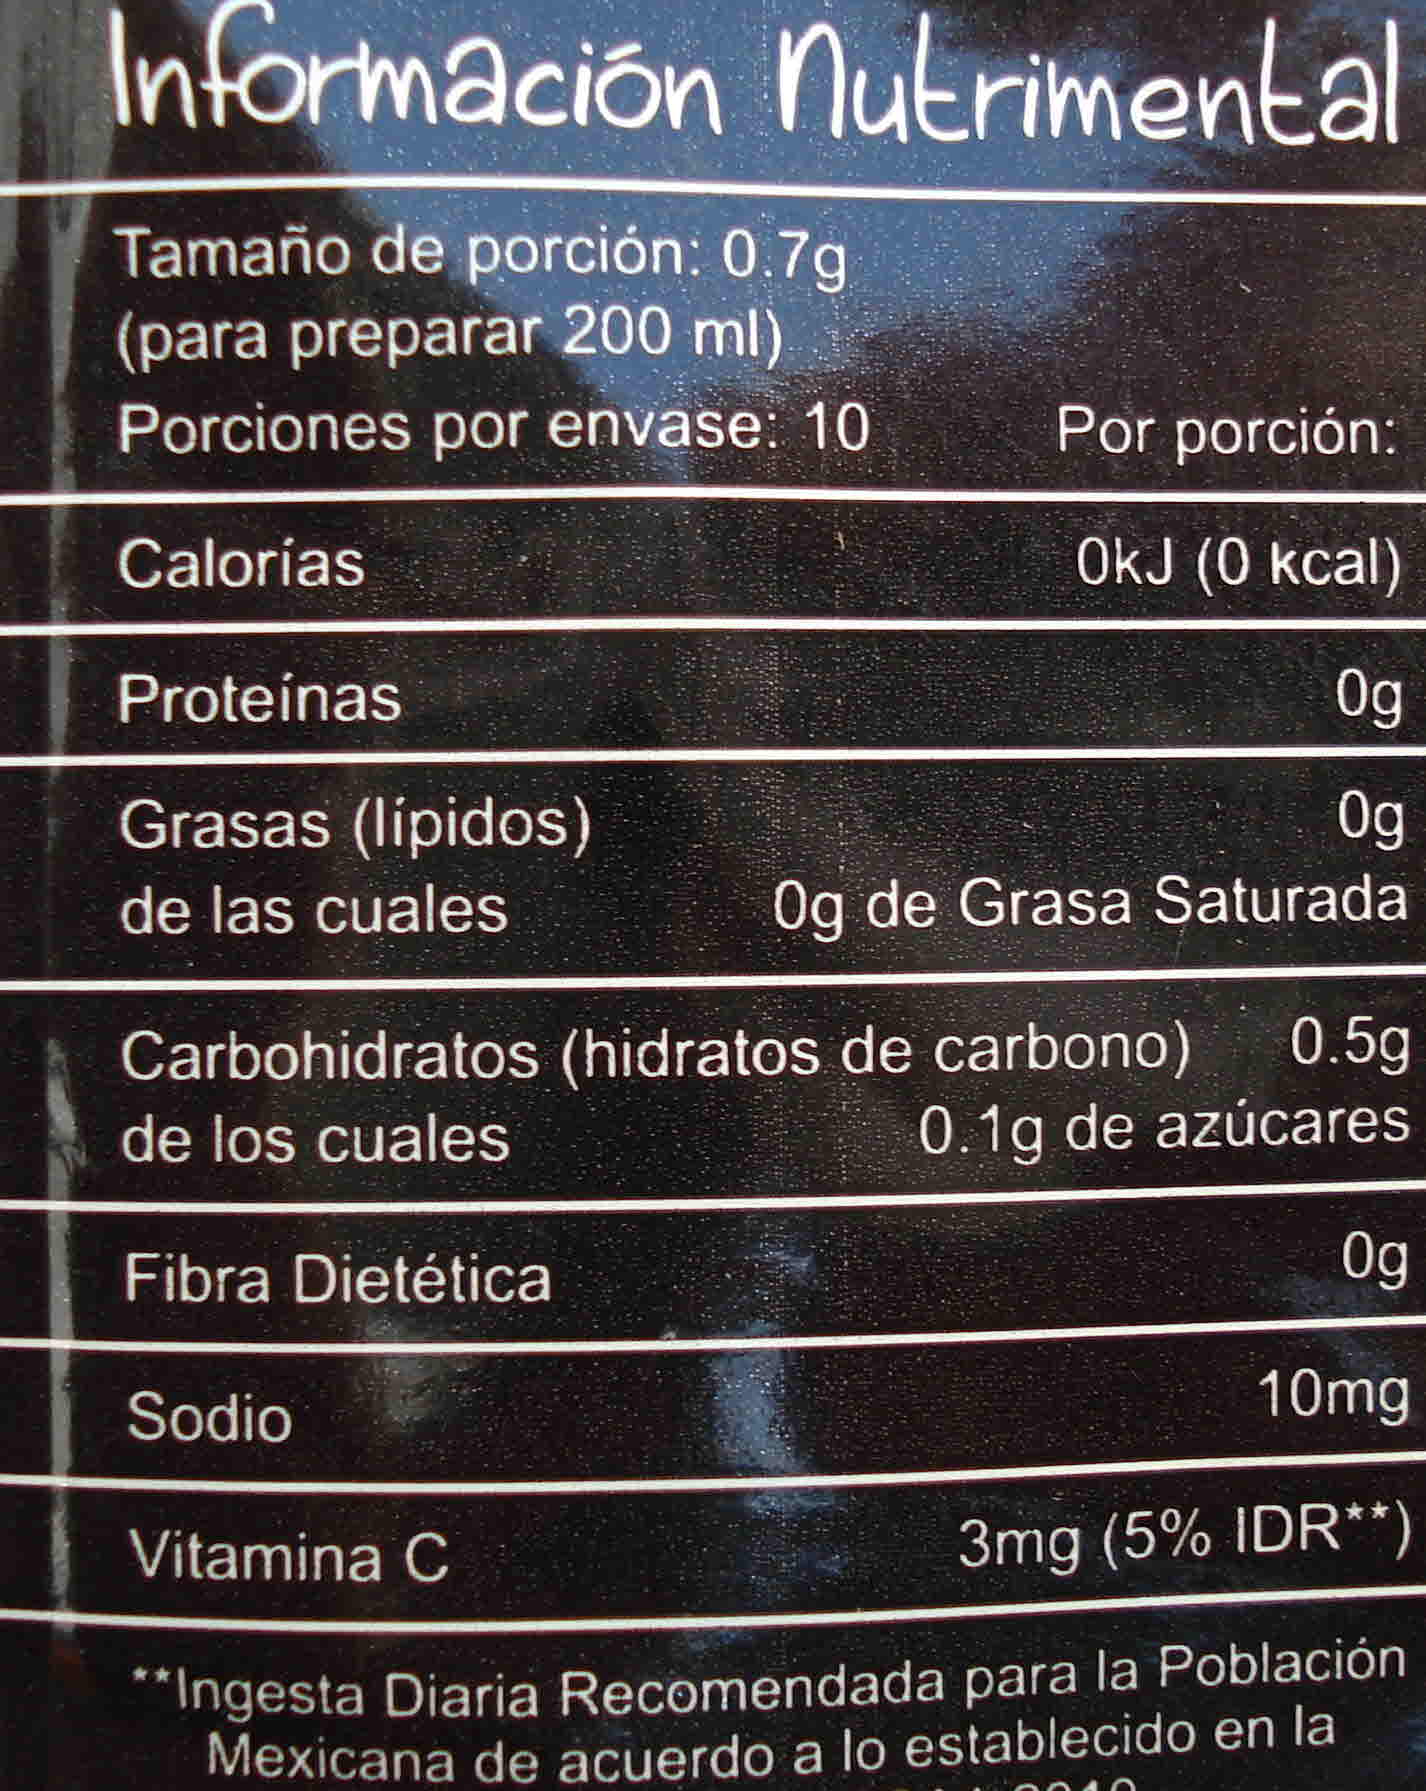 Información Nutrimental
Tamaño de porción: 0.7g
(para preparar 200 ml)
Porciones por envase: 10 Por porción:
Calorías 0kJ (0 kcal)
Proteínas 0g
Grasas (lípidos) 0g
de las cuales 0g de Grasa Saturada
Carbohidratos (hidratos de carbono) 0.5g
de los cuales 0.1g de azúcares
Fibra Dietética 0g
Sodio 10mg
Vitamina C 3mg (5% IDR**)
**Ingesta Diaria Recomendada para la Población
Mexicana de acuerdo a lo establecido en la